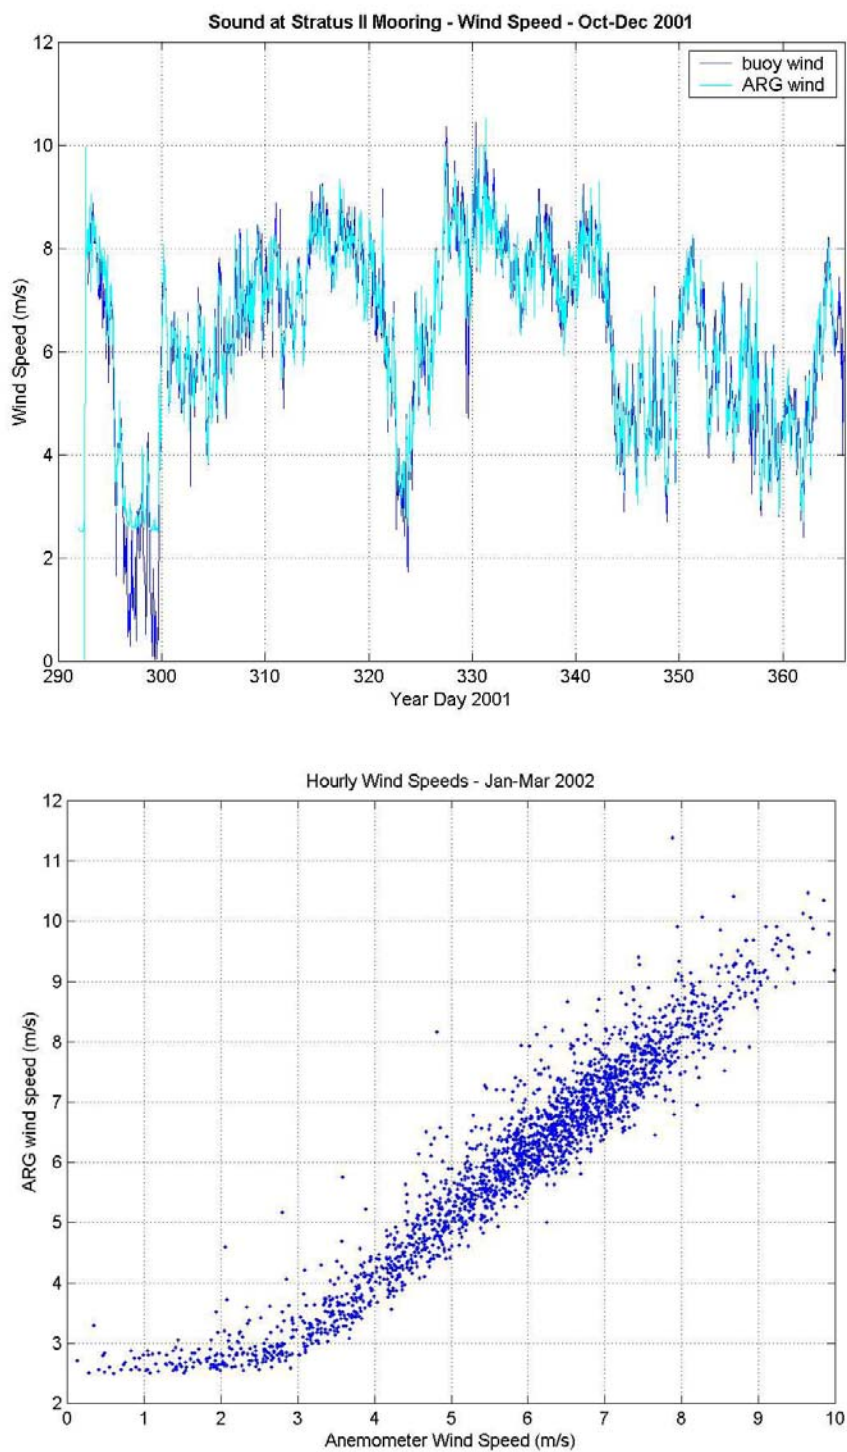 Sound at Stratus II Mooring - Wind Speed - Oct-Dec 2001
12
10
8
6
4
2
0
Wind Speed (m/s)
buoy wind
ARG wind
290 300 310 320 330 340 350 360
Year Day 2001
Hourly Wind Speeds - Jan-Mar 2002
12
11
10
9
8
7
6
5
4
3
2
ARG wind speed (m/s)
0 1 2 3 4 5 6 7 8 9 10
Anemometer Wind Speed (m/s)